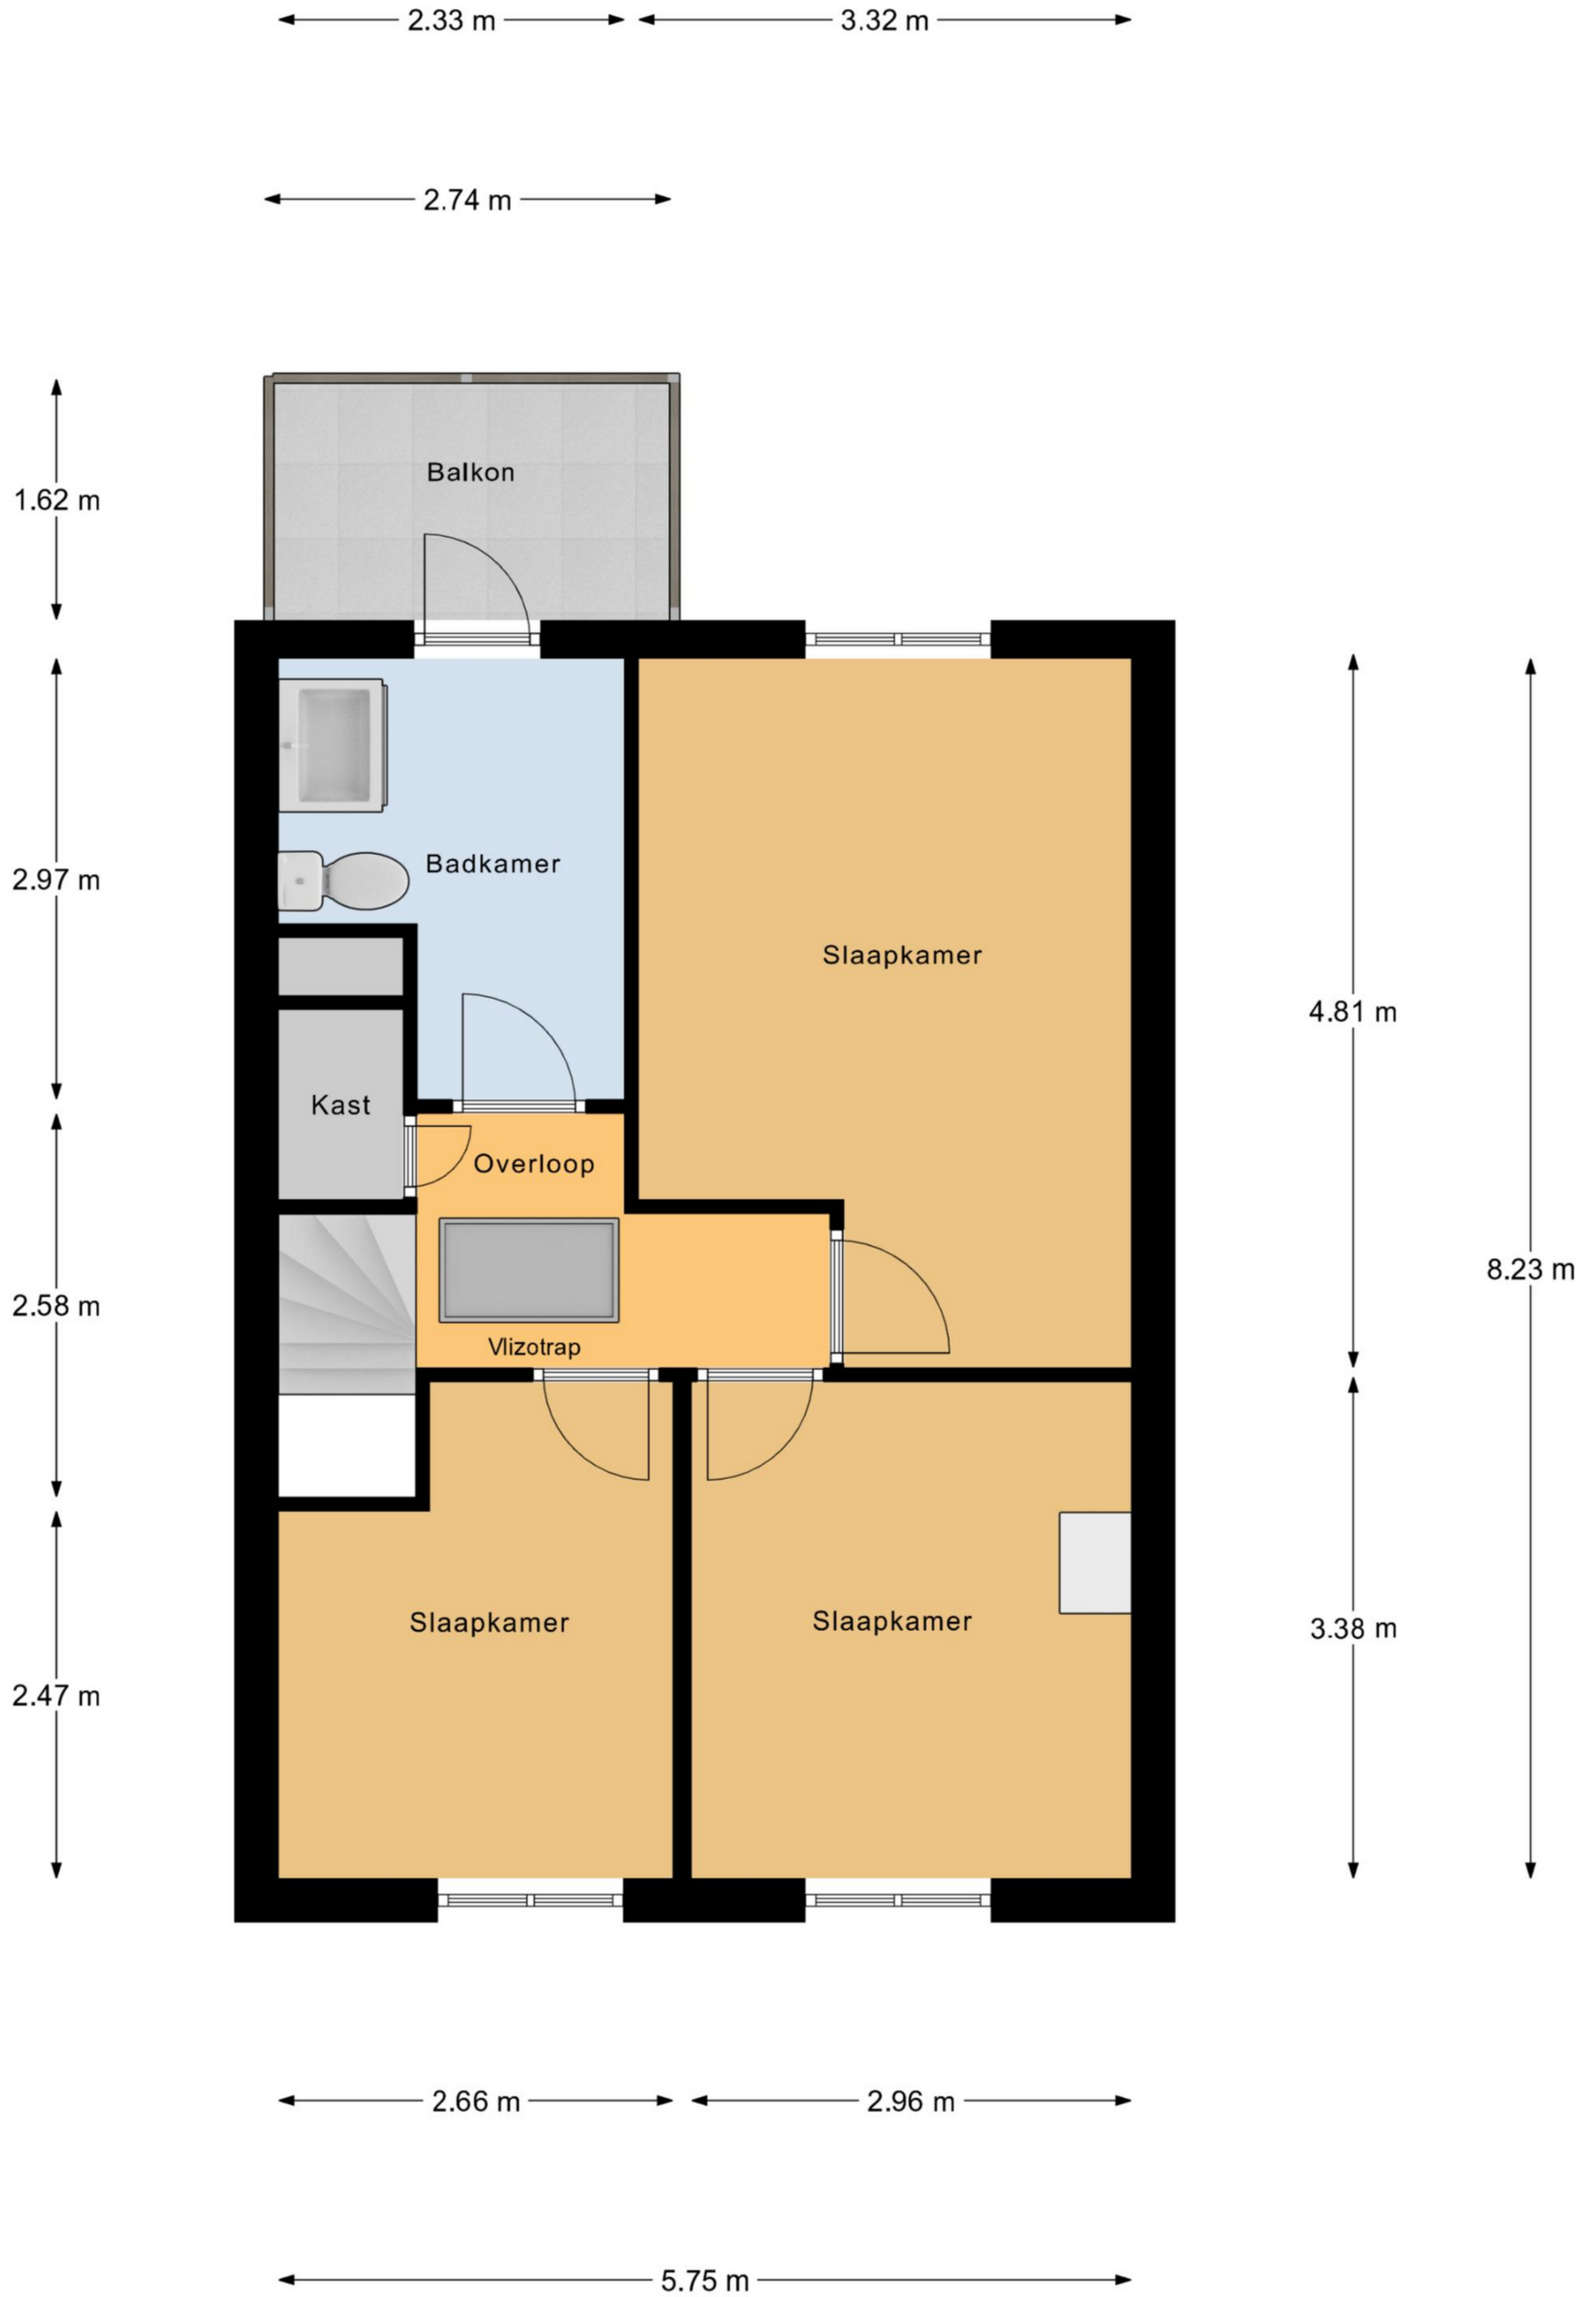 2.33 m
3.32 m
2.74 m
Balkon
1.62 m
Badkamer
2.97 m
Slaapkamer
4.81 m
Kast
Overloop
8.23 m
2.58 m
Vlizotrap
Slaapkamer
Slaapkamer
3.38 m
2.47 m
2.66 m
2.96 m
5.75 m